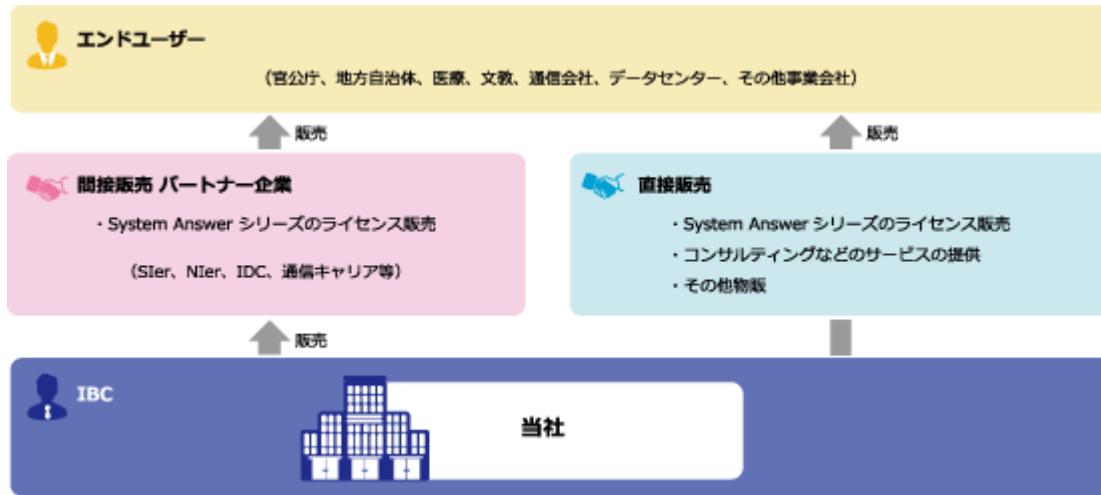 エンドユーザー
（官公庁、地方自治体、医療、文教、通信会社、データセンター、その他事業会社）
販売
販売
間接販売 パートナー企業
・System Answer シリーズのライセンス販売
（SIer、NIer、IDC、通信キャリア等）
直接販売
・System Answer シリーズのライセンス販売
・コンサルティングなどのサービスの提供
・その他物販
販売
IBC
当社